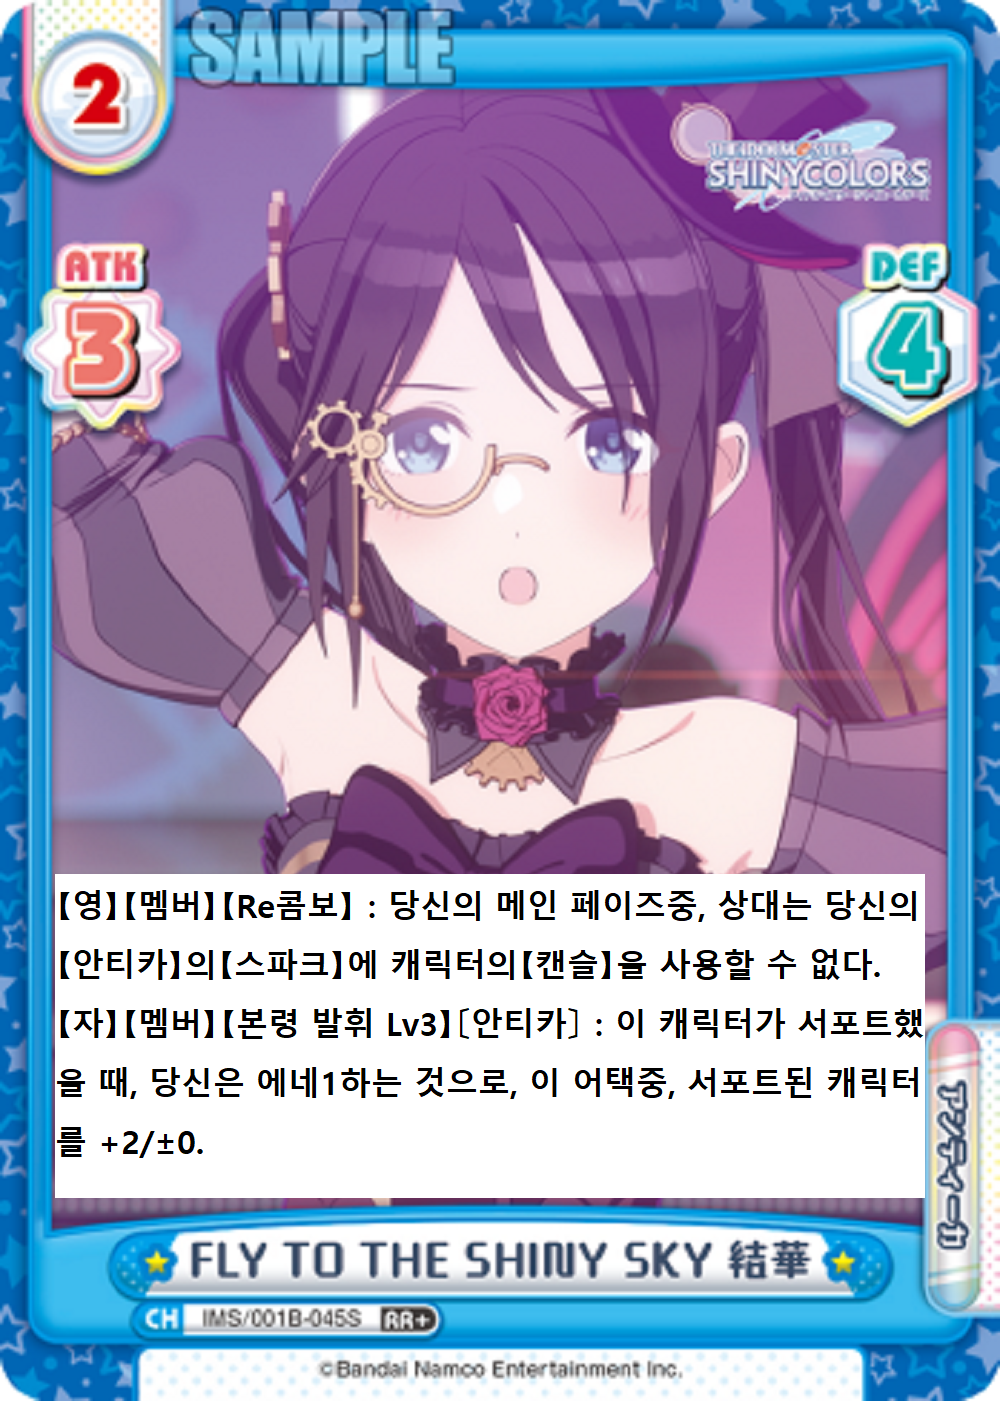 SAMPLE
2
THE IDOLM@STER
SHINYCOLORS
ATK
3
DEF
4
【영】【멤버】【Re콤보】 : 당신의 메인 페이즈중, 상대는 당신의
【안티카】의【스파크】에 캐릭터의【캔슬】을 사용할 수 없다.
【자】【멤버】【본령 발휘 Lv3】〔안티카〕 : 이 캐릭터가 서포트했
을 때, 당신은 에네1하는 것으로, 이 어택중, 서포트된 캐릭터
를 +2/±0.
アンティーカ
FLY TO THE SHINY SKY 結華
CH IMS/001B-045S RR+
©Bandai Namco Entertainment Inc.